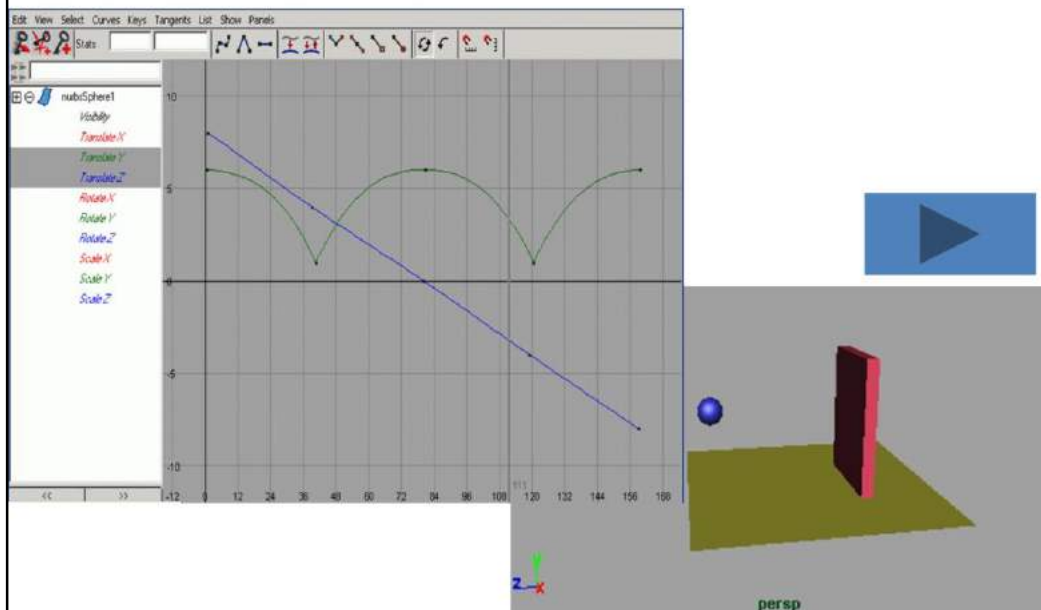 Edit View Select Curves Keys Tangents List Show Panels
Stats
nurbsSphere1
Visibility
Translate X
Translate Y
Translate Z
Rotate X
Rotate Y
Rotate Z
Scale X
Scale Y
Scale Z
10
5
0
-5
-10
<< >> -12 0 12 24 36 48 60 72 84 96 108 111 120 132 144 156 168
Y
Z X
persp